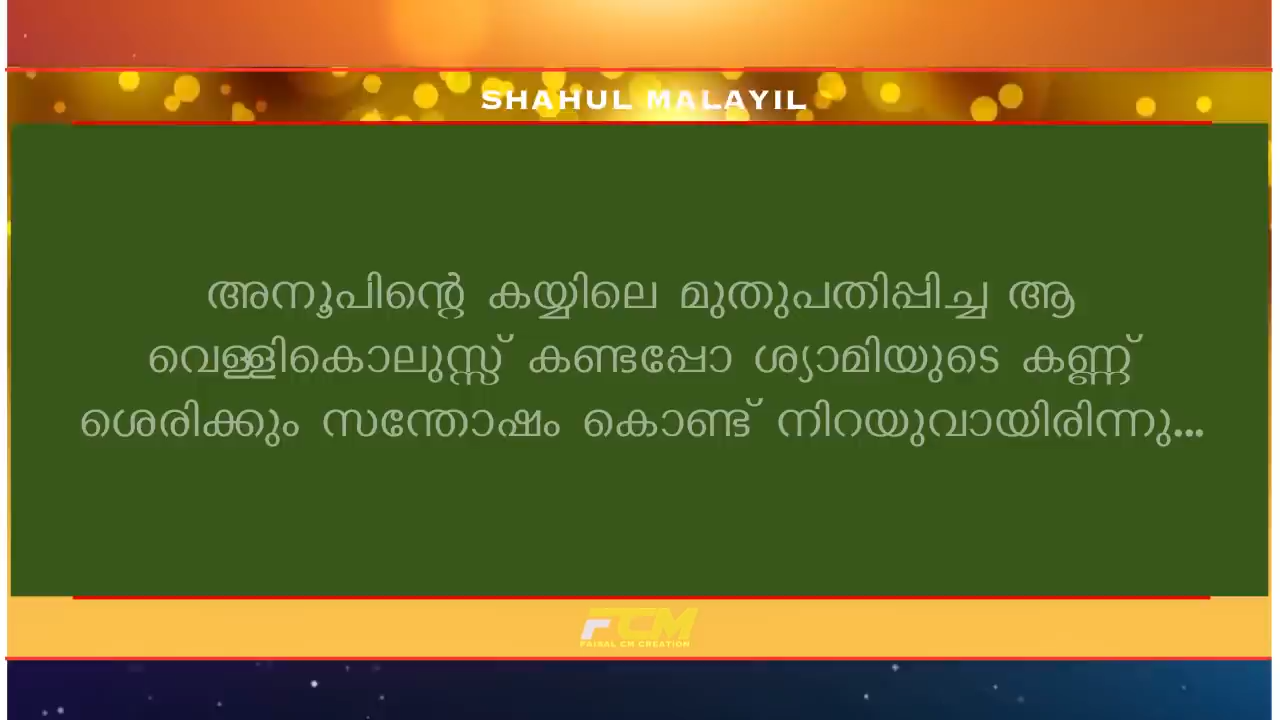 SHAHUL MALAYIL
അനൂപിന്റെ കയ്യിലെ മുതുപതിപ്പിച്ച ആ
വെള്ളികൊലുസ്സ് കണ്ടപ്പോ ശ്യാമിയുടെ കണ്ണ്
ശെരിക്കും സന്തോഷം കൊണ്ട് നിറയുവായിരിന്നു...
FCM
FAISAL CM CREATION